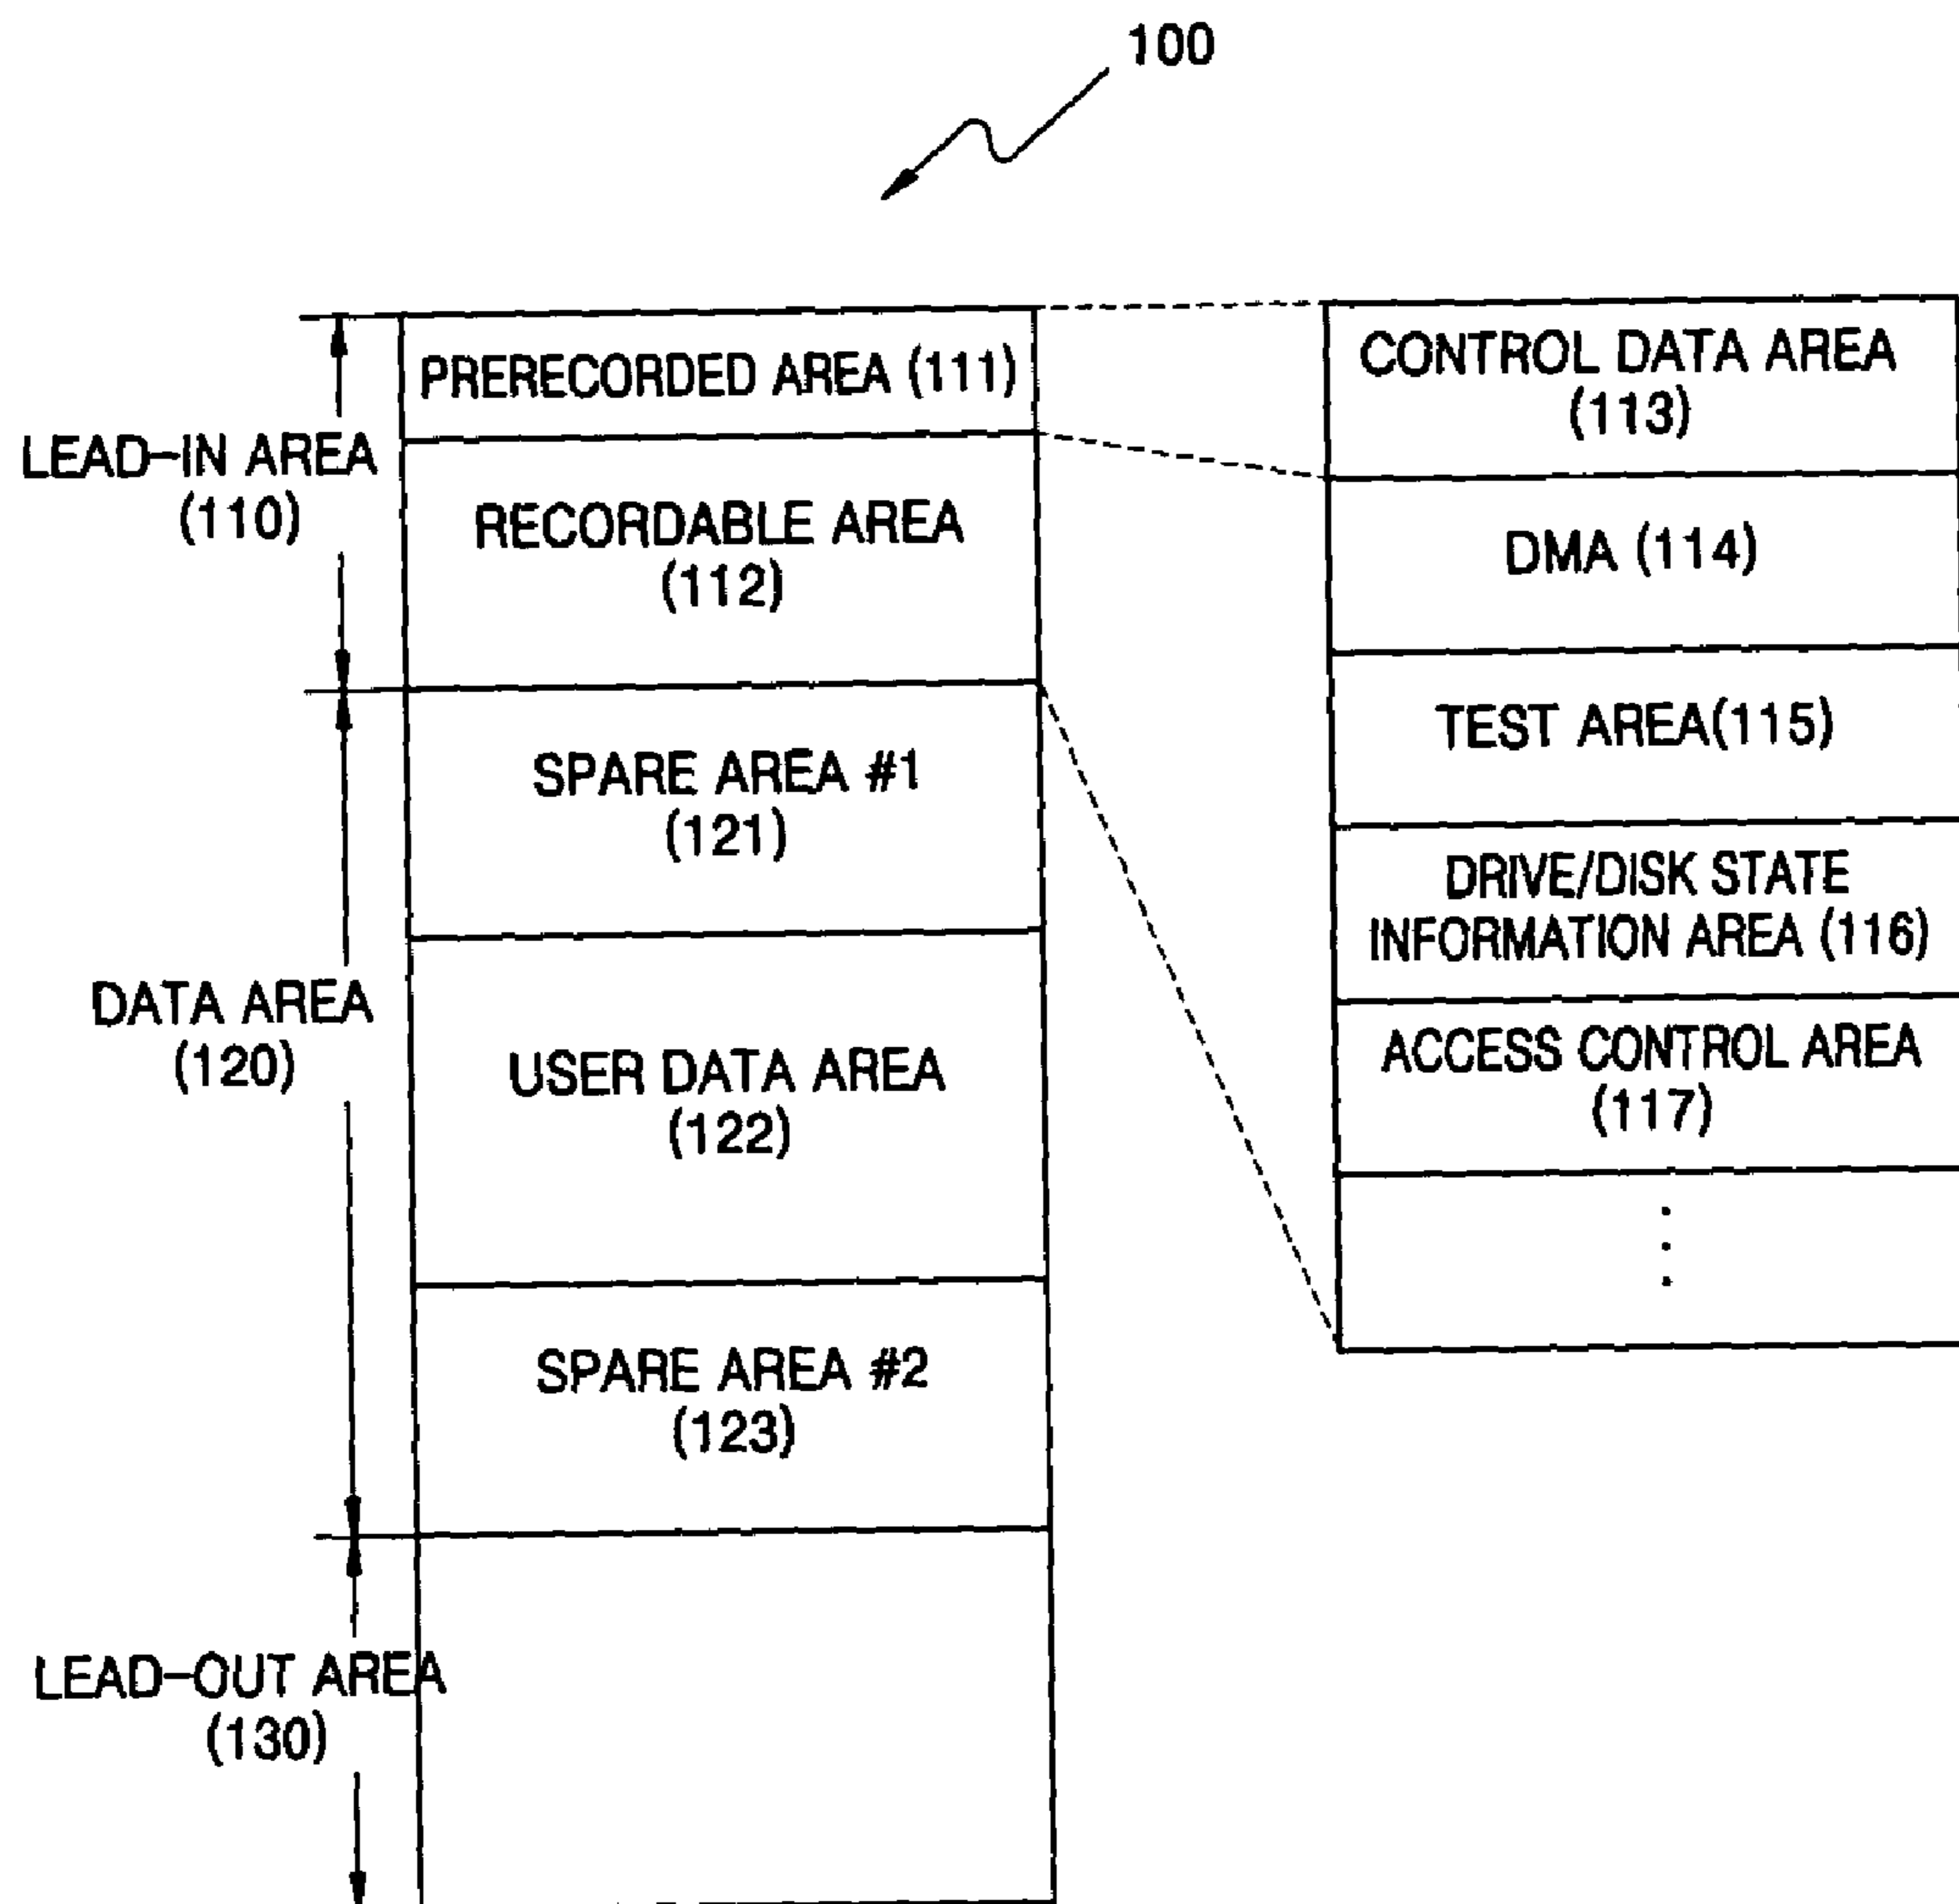 100
LEAD-IN AREA
(110)
DATA AREA
(120)
LEAD-OUT AREA
(130)
PRERECORDED AREA (111)
RECORDABLE AREA
(112)
SPARE AREA #1
(121)
USER DATA AREA
(122)
SPARE AREA #2
(123)
CONTROL DATA AREA
(113)
DMA (114)
TEST AREA(115)
DRIVE/DISK STATE
INFORMATION AREA (116)
ACCESS CONTROL AREA
(117)